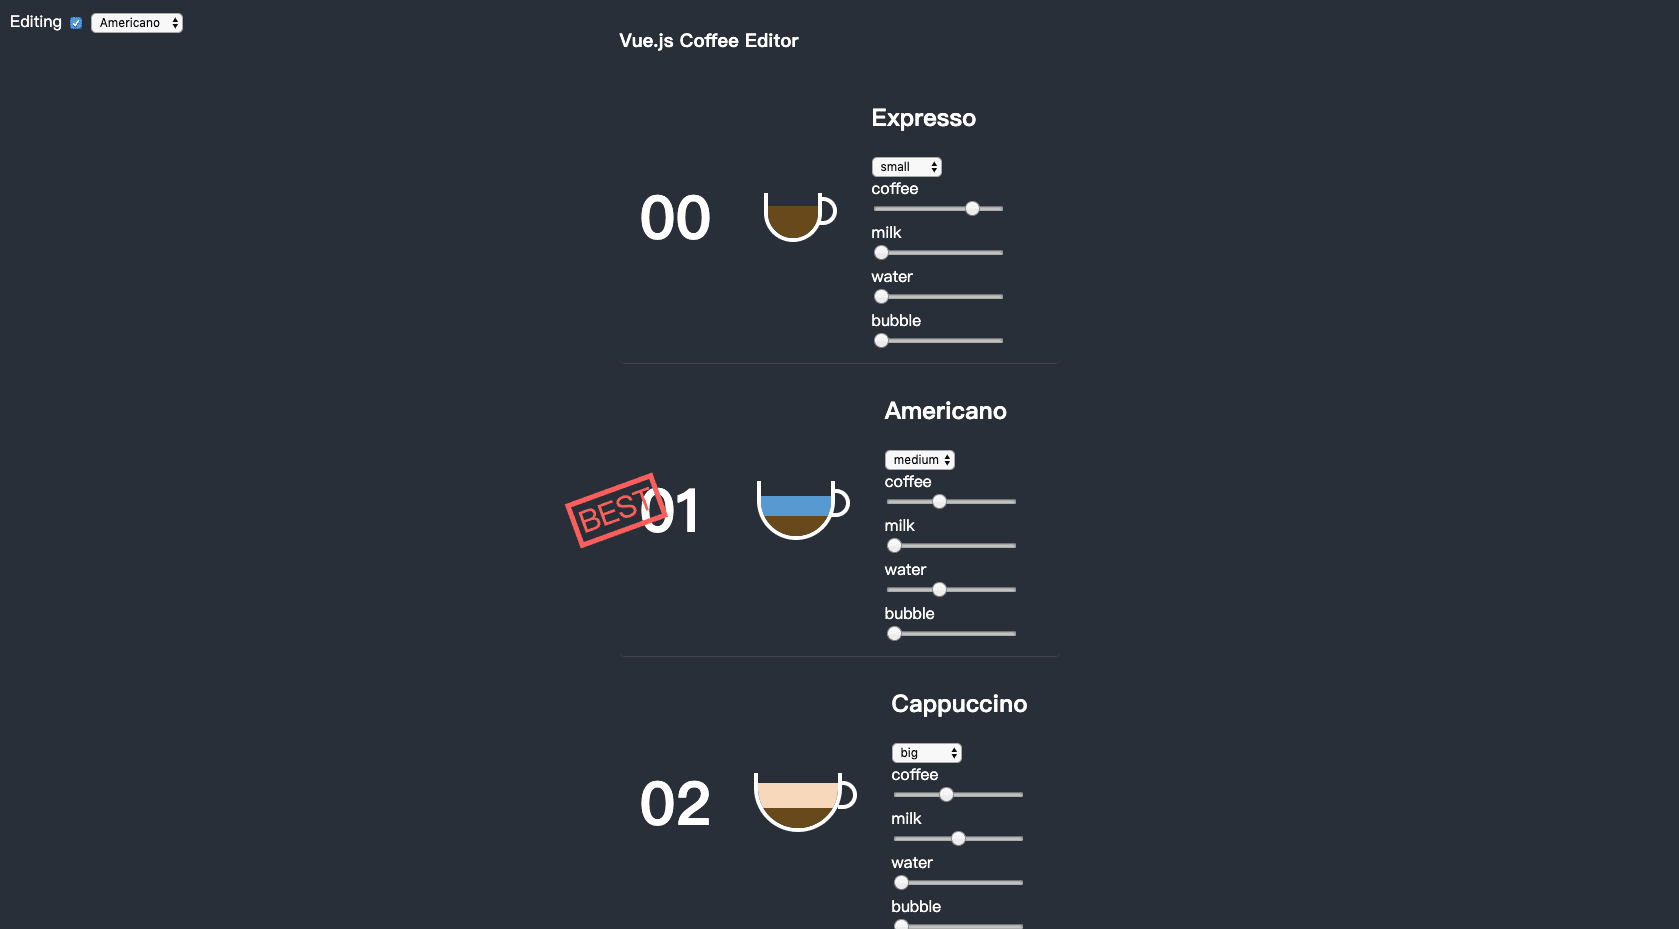 Editing Americano
Vue.js Coffee Editor
Expresso
small
coffee
00
milk
water
bubble
Americano
medium
coffee
BEST 01
milk
water
bubble
Cappuccino
big
coffee
02
milk
water
bubble